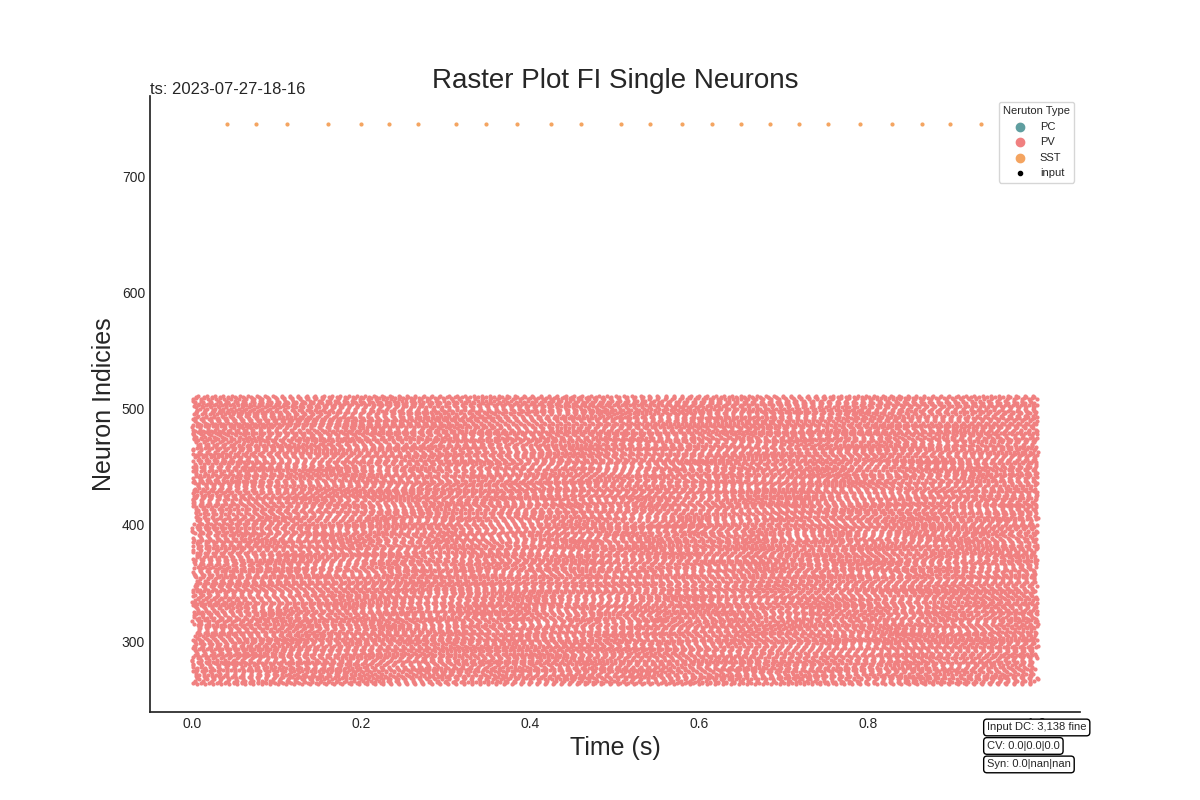 Raster Plot FI Single Neurons
ts: 2023-07-27-18-16
Neruton Type
PC
PV
SST
input
700
600
500
400
300
Neuron Indicies
0.0 0.2 0.4 0.6 0.8
Time (s)
Input DC: 3,138 fine
CV: 0.0|0.0|0.0
Syn: 0.0|nan|nan